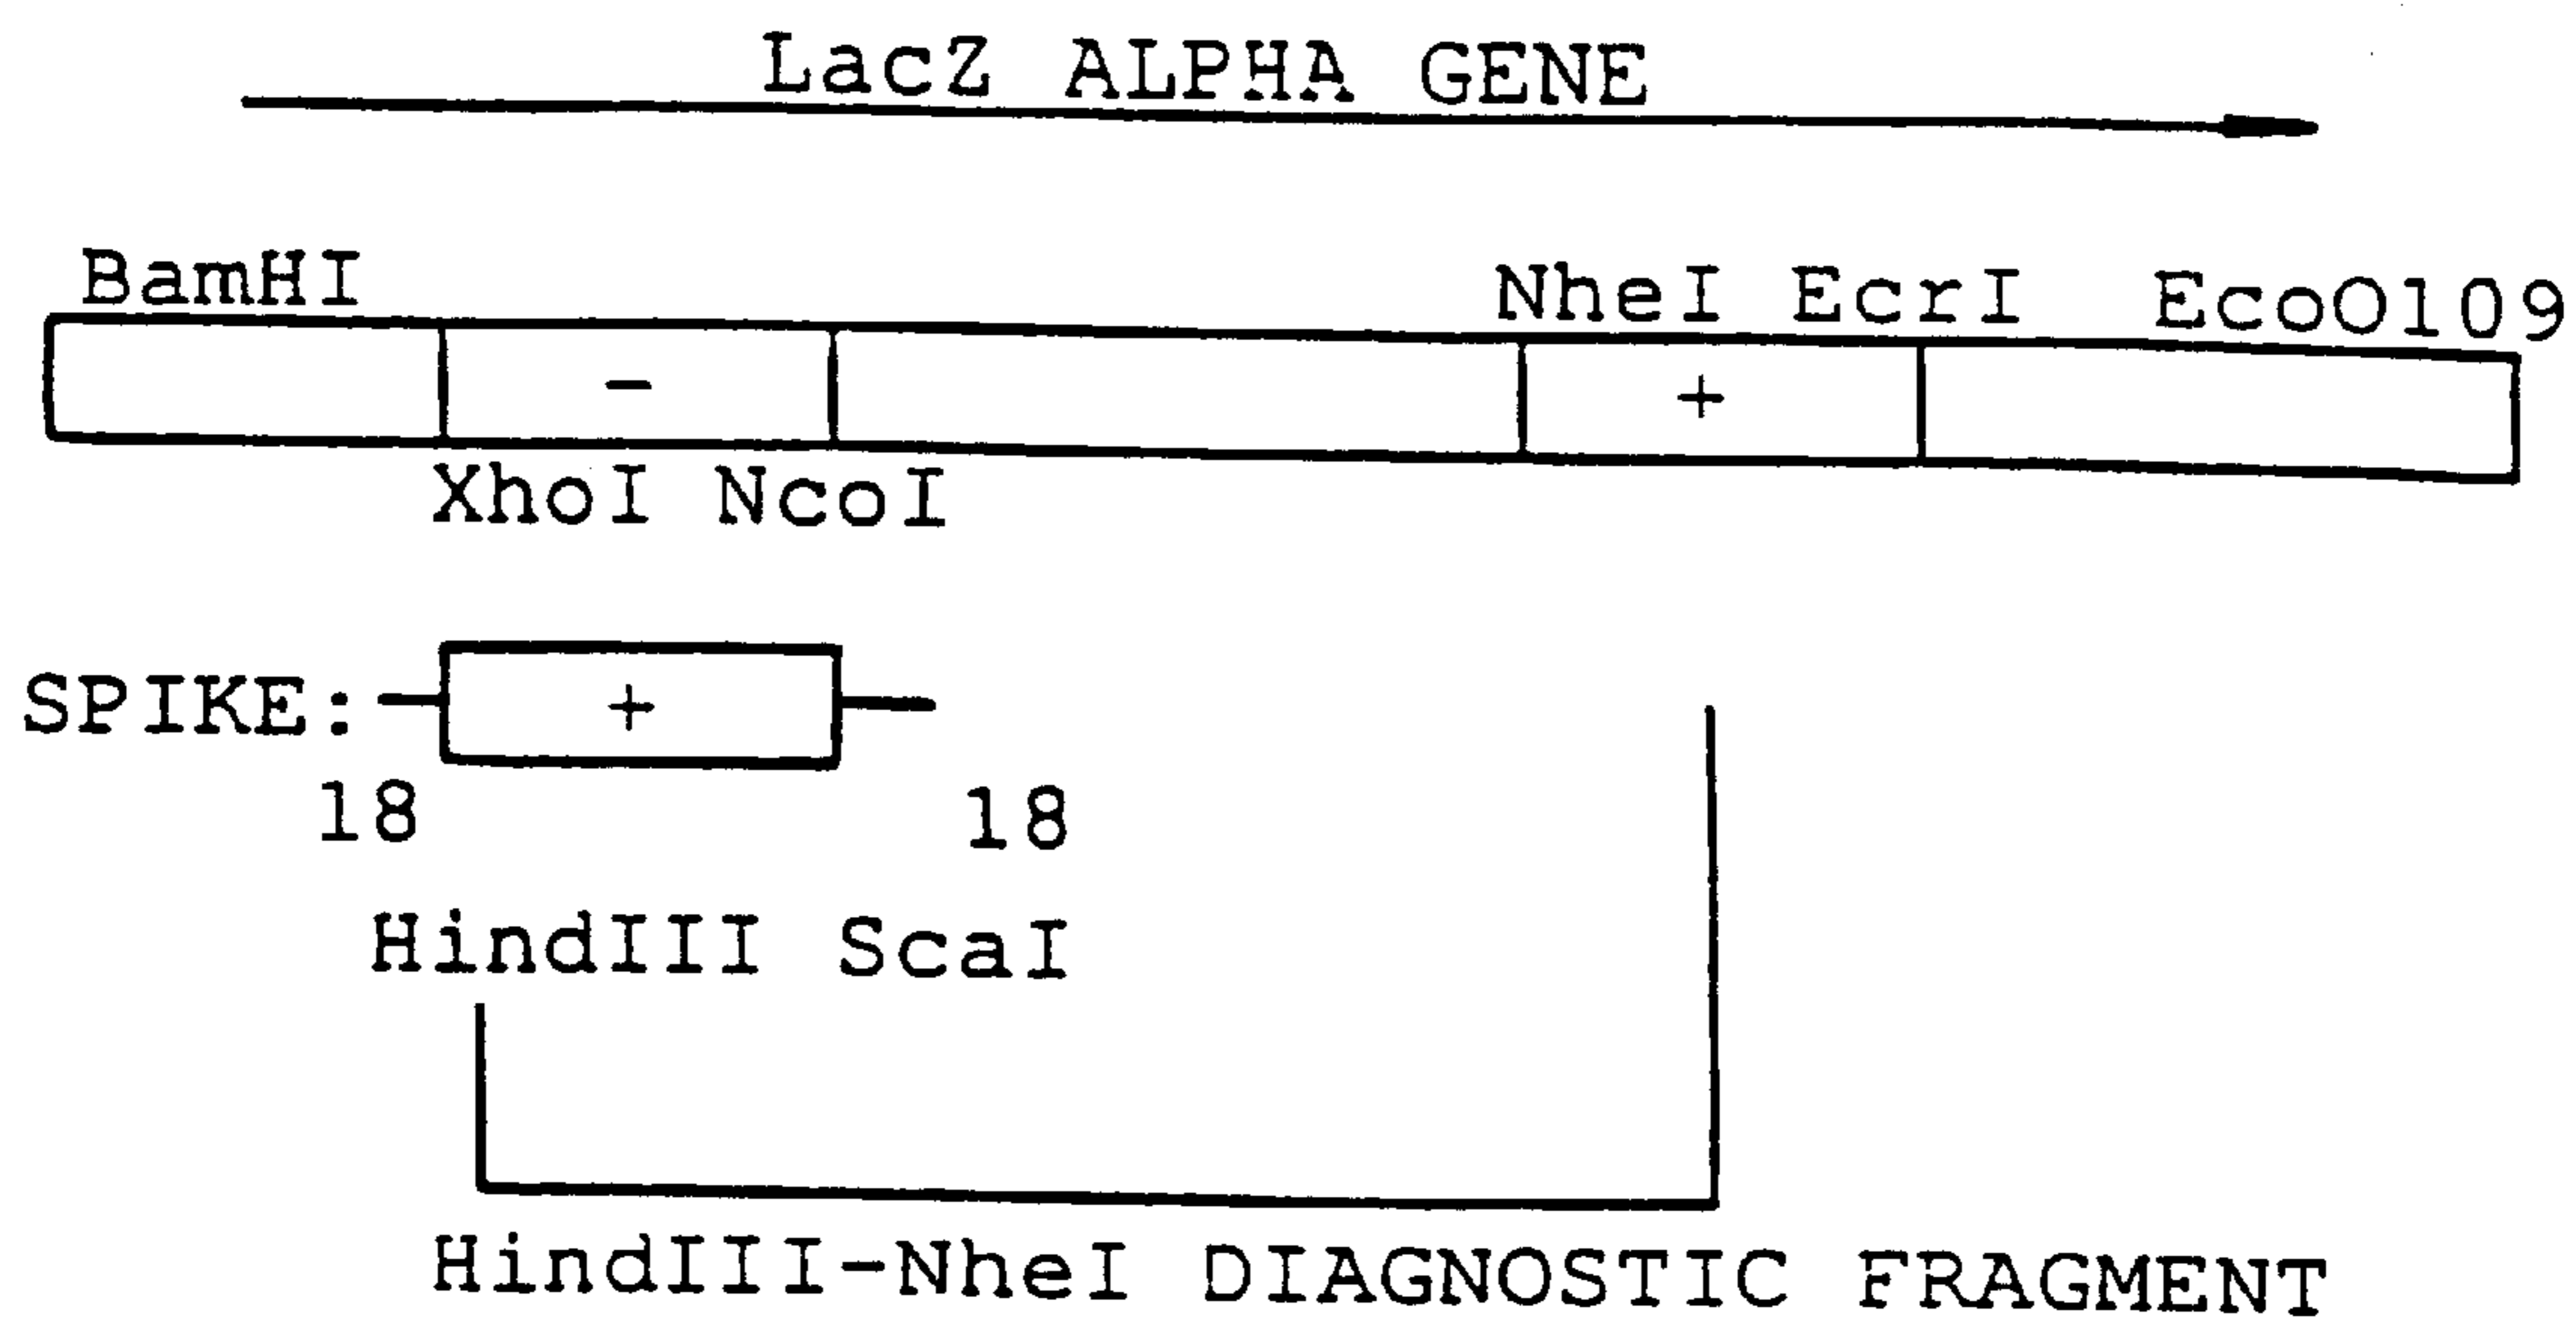 LacZ ALPHA GENE
BamHI NheI EcrI EcoO109
- +
XhoI NcoI
SPIKE: +
18 18
HindIII ScaI
HindIII-NheI DIAGNOSTIC FRAGMENT